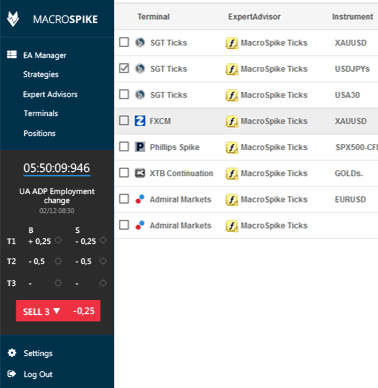 MACROSPIKE
EA Manager
Strategies
Expert Advisors
Terminals
Positions
05:50:09:946
UA ADP Employment
change
02/12 08:30
B S
T1 + 0,25 - 0,25
T2 - 0,5 - 0,5
T3 - -
SELL 3 ▼ -0,25
Settings
Log Out
Terminal ExpertAdvisor Instrument
SGT Ticks MacroSpike Ticks XAUUSD
SGT Ticks MacroSpike Ticks USDJPYs
SGT Ticks MacroSpike Ticks USA30
FXCM MacroSpike Ticks XAUUSD
Phillips Spike MacroSpike Ticks SPX500-CFI
XTB Continuation MacroSpike Ticks GOLDs.
Admiral Markets MacroSpike Ticks EURUSD
Admiral Markets MacroSpike Ticks